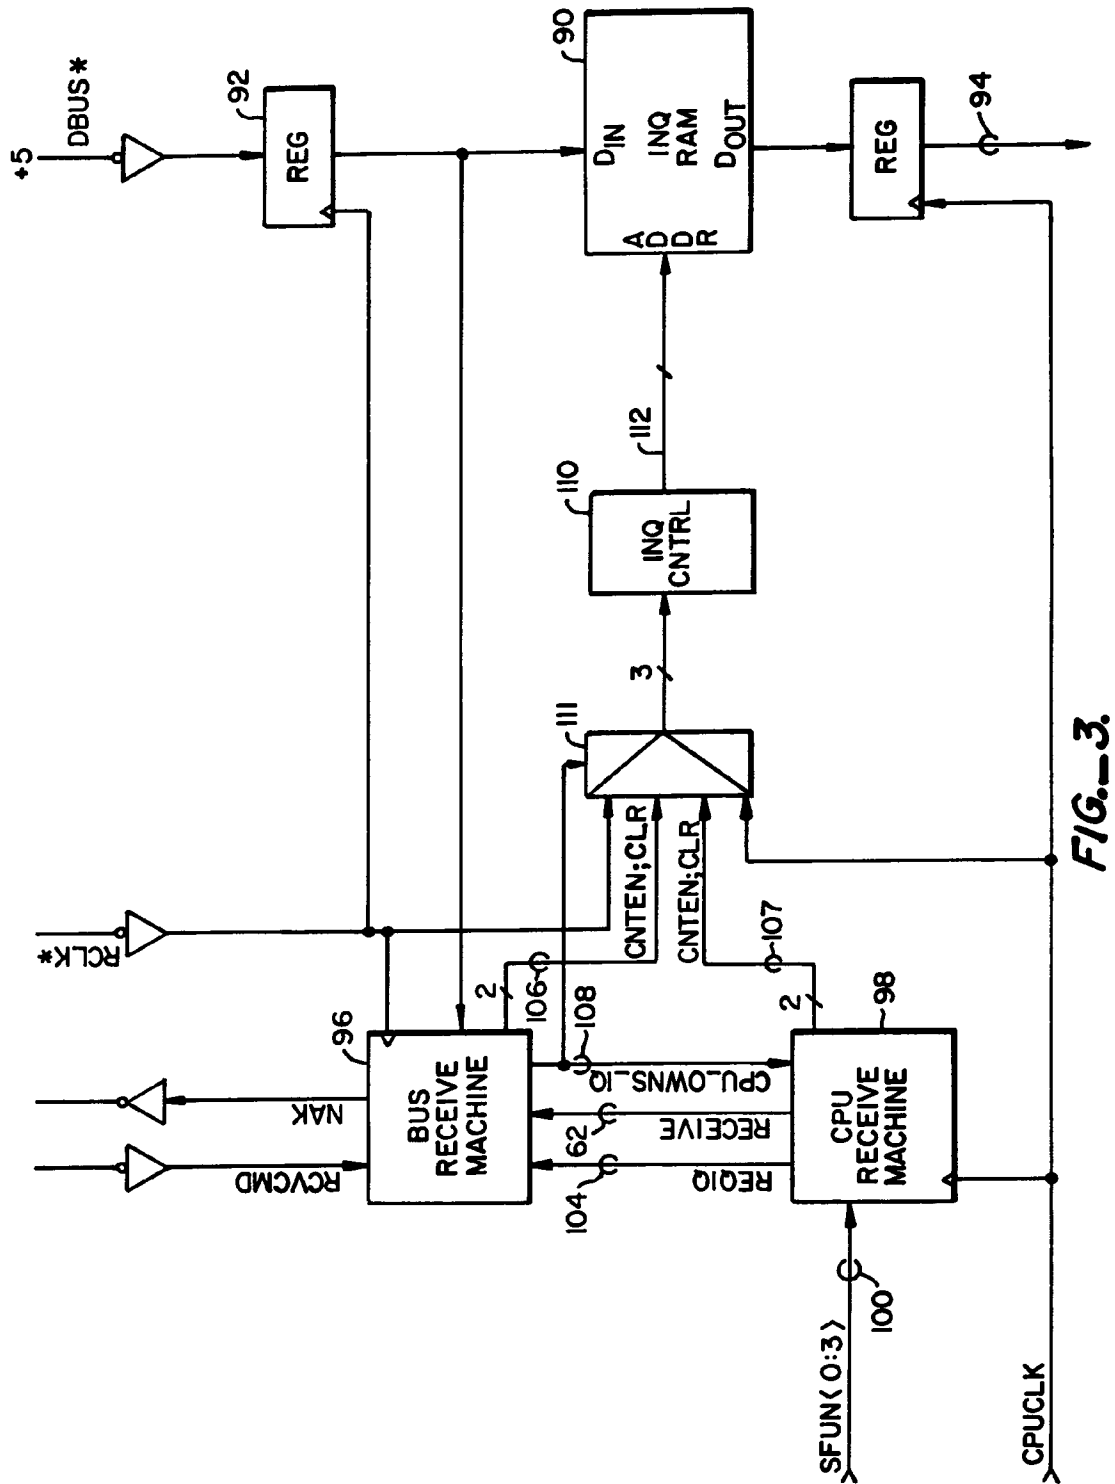 +5
DBUS*
92
REG
90
DIN
INQ
RAM
DOUT
ADDR
REG
94
112
110
INQ
CNTRL
3
111
RCLK*
CNTEN;CLR
CNTEN;CLR
2
106
107
2
108
CPU_OWNS_IQ
96
NAK
BUS
RECEIVE
MACHINE
RCVCMD
62
RECEIVE
104
REQIQ
98
CPU
RECEIVE
MACHINE
100
SFUN<0:3>
CPUCLK
FIG._3.